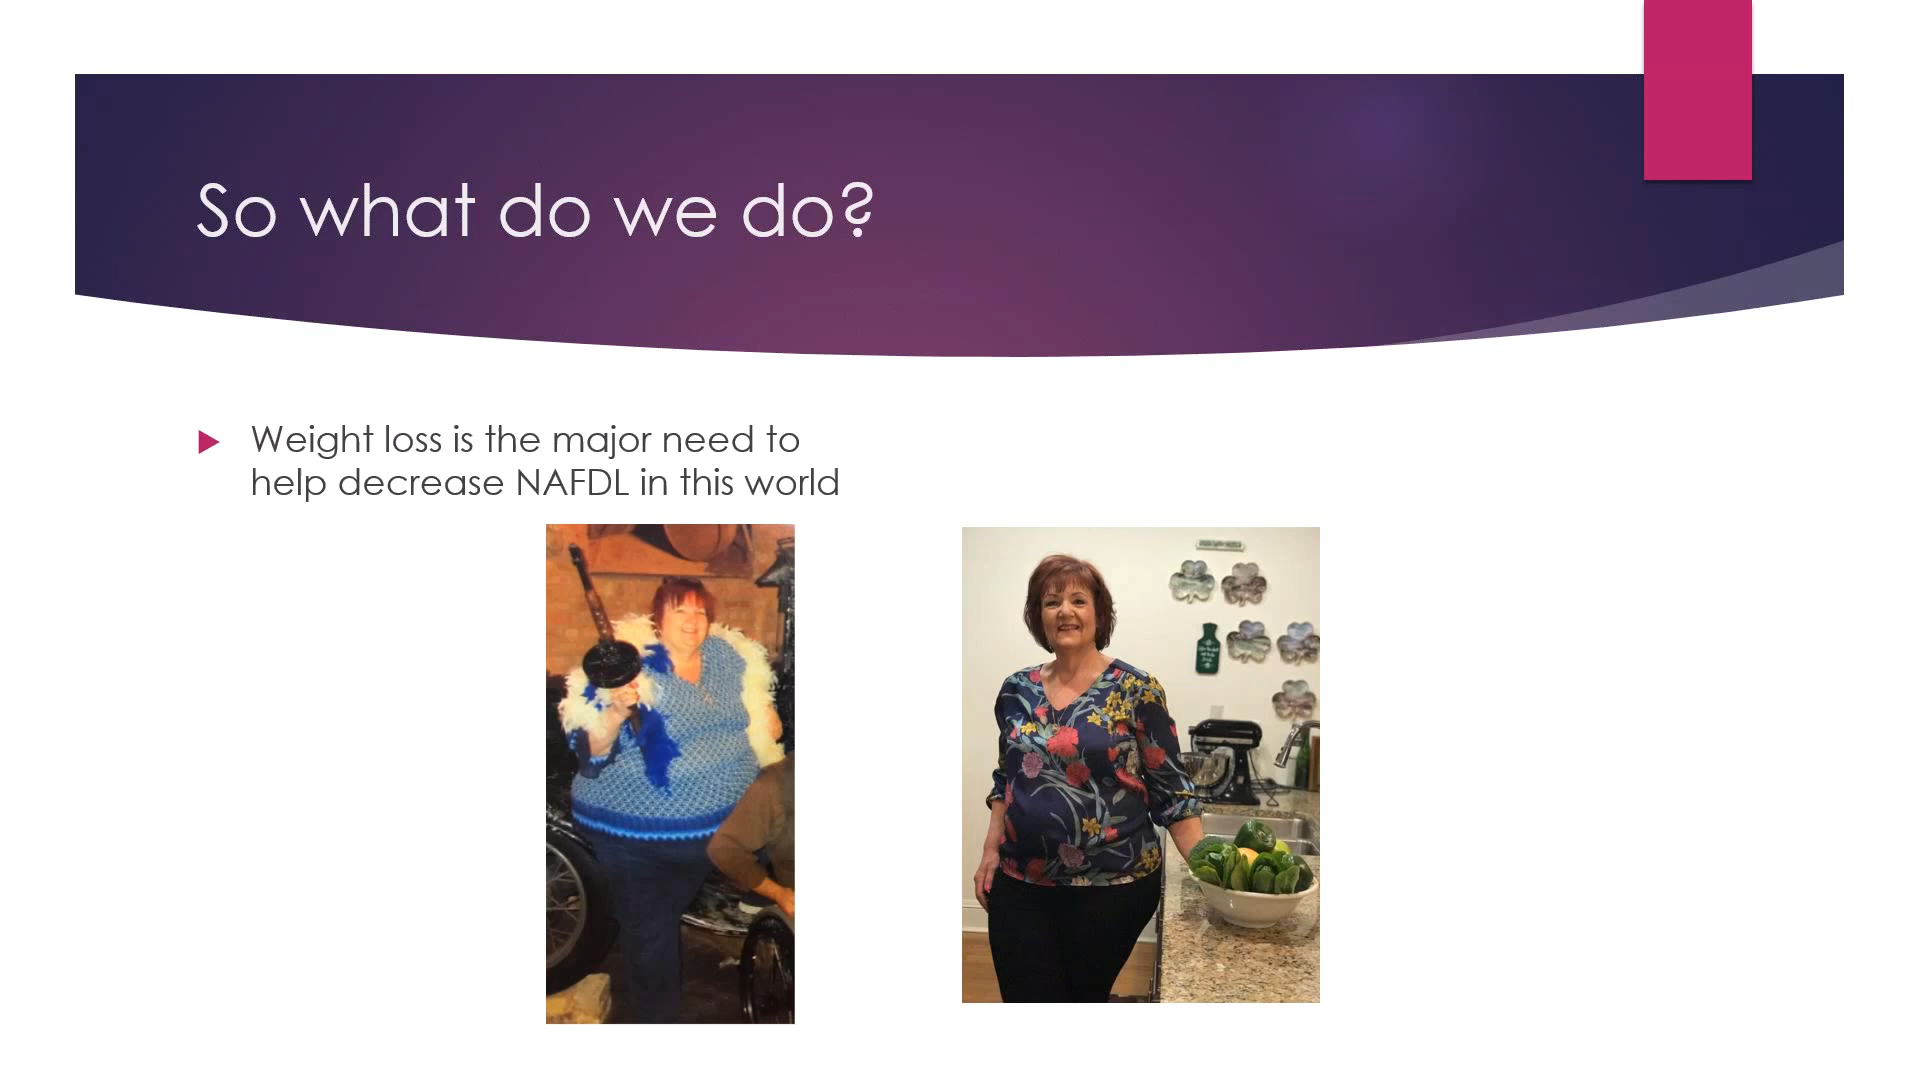 So what do we do?
Weight loss is the major need to
help decrease NAFDL in this world